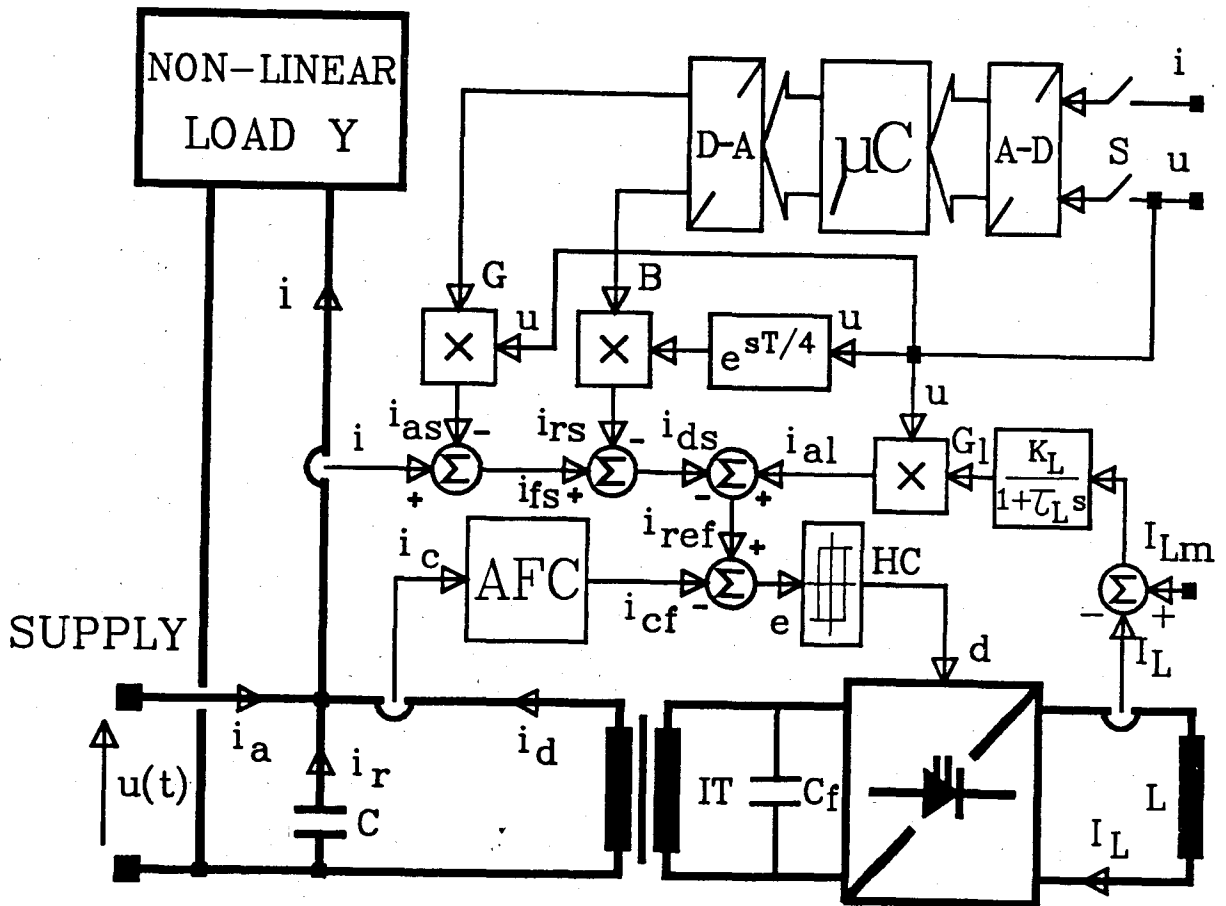 NON-LINEAR
LOAD Y
D-A
μC
A-D
i
S
u
G
B
i
u
e^sT/4
u
u
i_as
-
i_rs
-
i_ds
i_al
G_l
K_L
1+τ_L s
i
+
i_fs
+
-
+
i_ref
+
I_Lm
i_c
AFC
i_cf
-
e
HC
-
+
SUPPLY
d
I_L
i_a
i_r
i_d
u(t)
C
IT
C_f
L
I_L
Σ
Σ
Σ
Σ
Σ
×
×
×